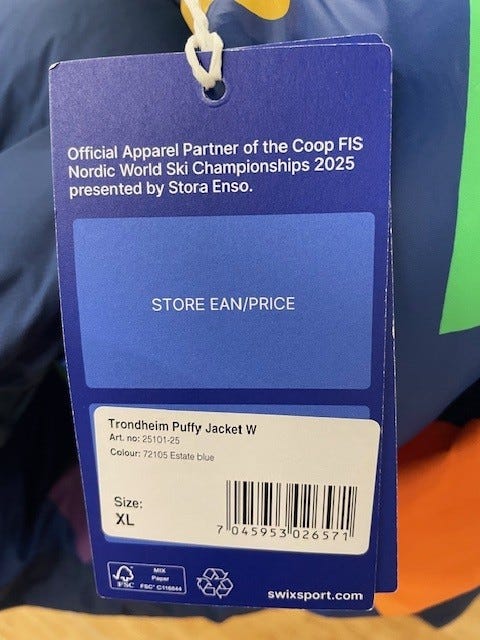 Official Apparel Partner of the Coop FIS
Nordic World Ski Championships 2025
presented by Stora Enso.
STORE EAN/PRICE
Trondheim Puffy Jacket W
Art. no: 25101-25
Colour: 72105 Estate blue
Size:
XL
7 045953 026571
FSC
MIX
Paper
FSC® C116844
swixsport.com